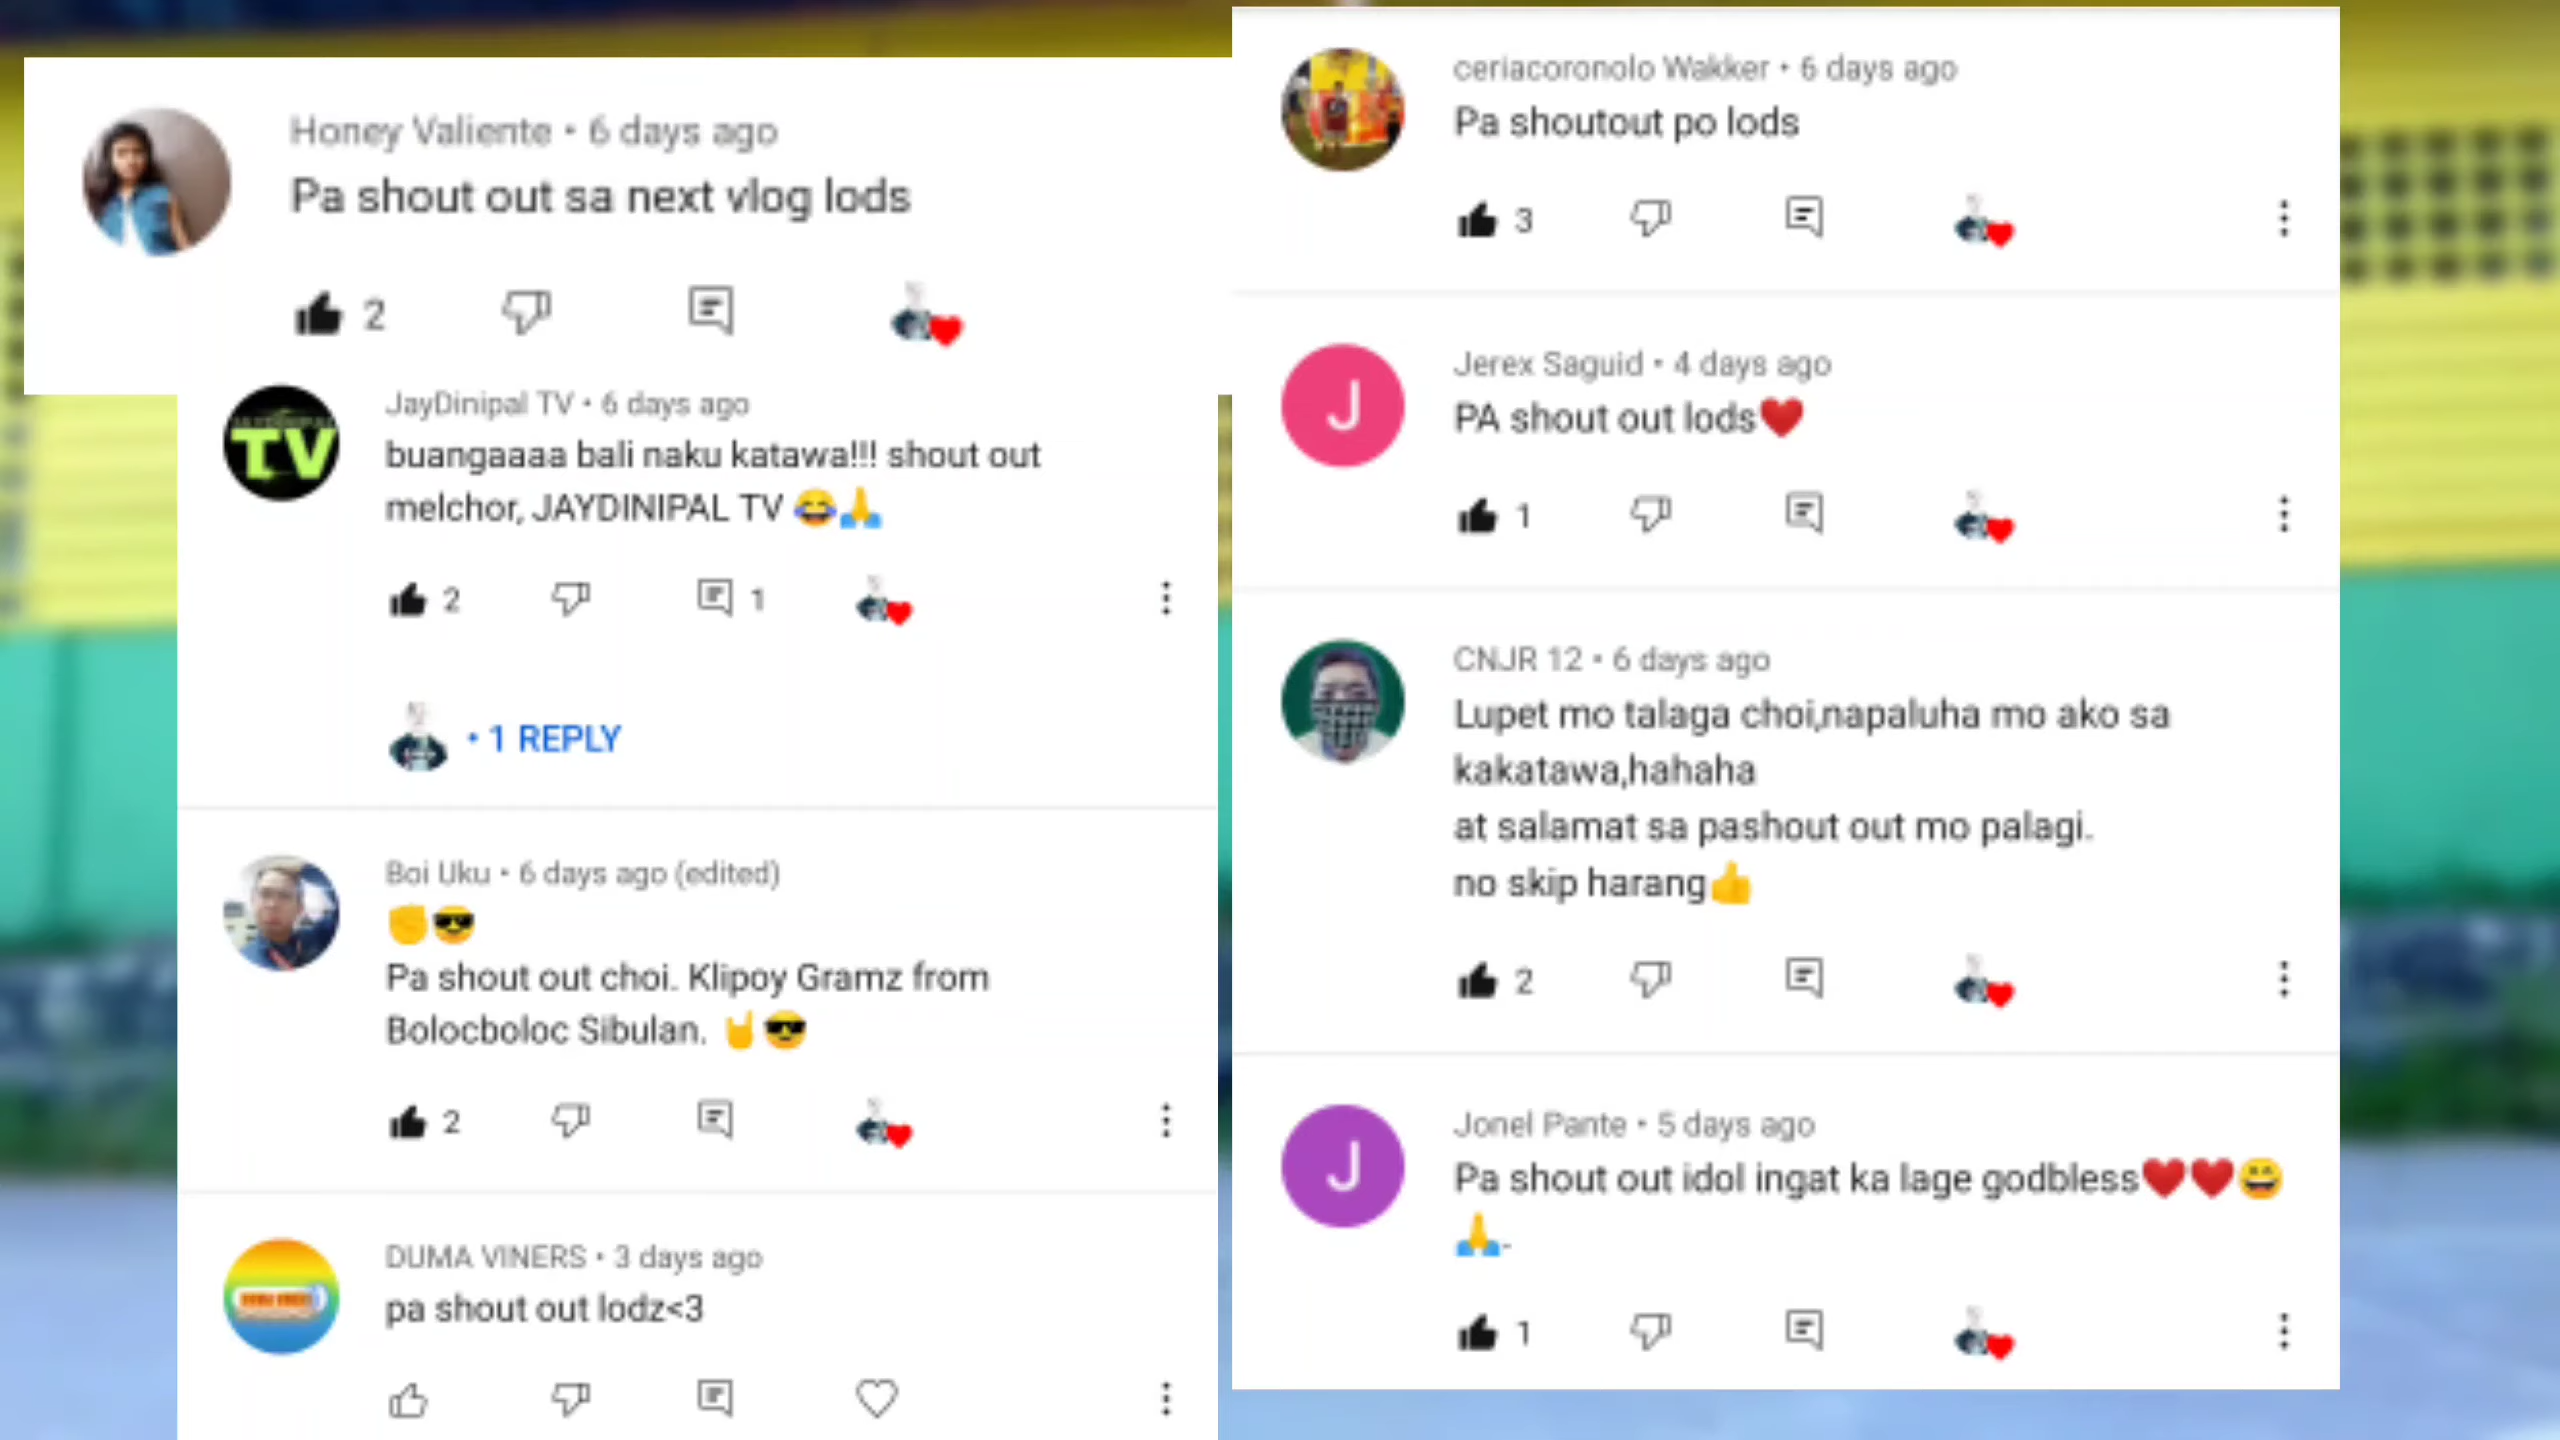 Honey Valiente • 6 days ago
Pa shout out sa next vlog lods
2
TV
JayDinipal TV • 6 days ago
buangaaaa bali naku katawa!!! shout out
melchor, JAYDINIPAL TV 😂🙏
2 1
• 1 REPLY
Boi Uku • 6 days ago (edited)
✊😎
Pa shout out choi. Klipoy Gramz from
Bolocboloc Sibulan. 🤘😎
2
DUMA VINERS • 3 days ago
pa shout out lodz<3
ceriacoronolo Wakker • 6 days ago
Pa shoutout po lods
3
J
Jerex Saguid • 4 days ago
PA shout out lods❤️
1
CNJR 12 • 6 days ago
Lupet mo talaga choi,napaluha mo ako sa
kakatawa,hahaha
at salamat sa pashout out mo palagi.
no skip harang👍
2
J
Jonel Pante • 5 days ago
Pa shout out idol ingat ka lage godbless❤️❤️😄
🙏-
1